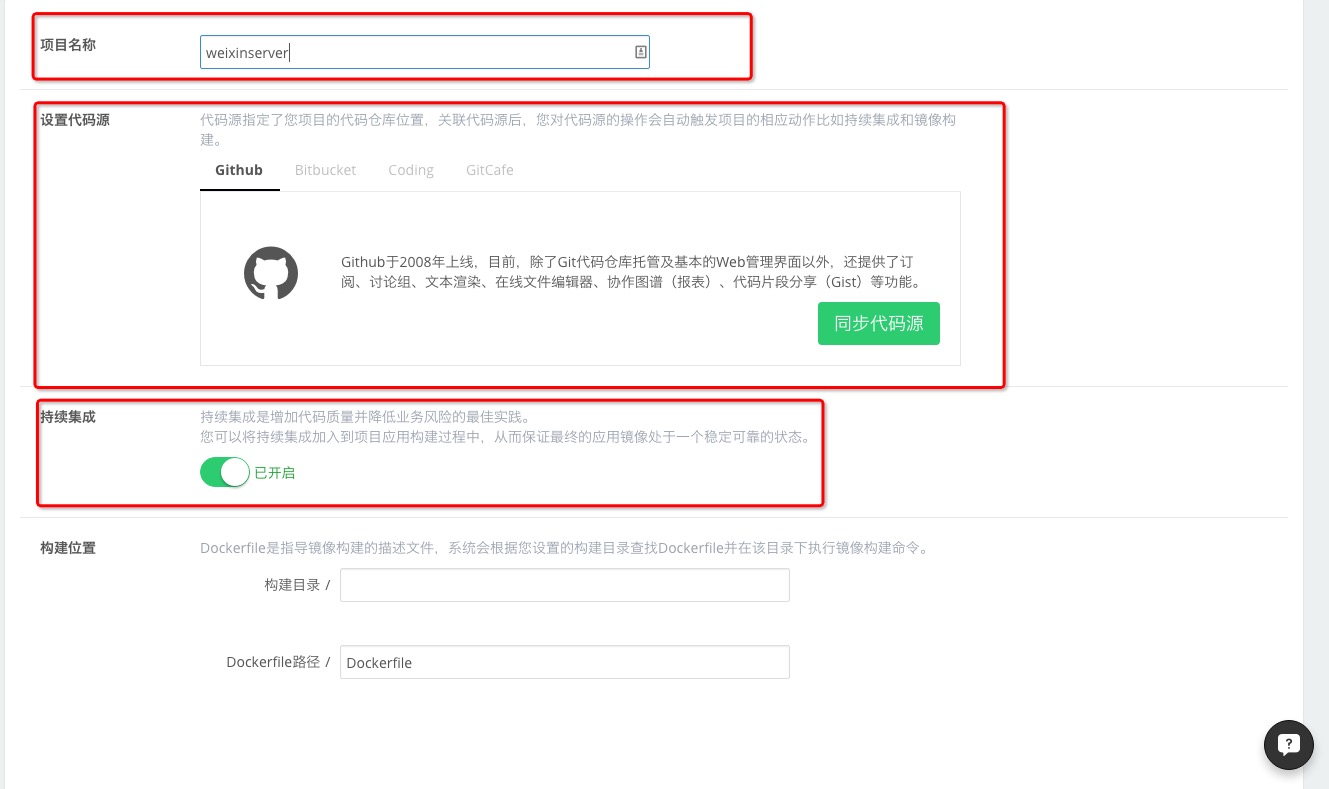 项目名称
weixinserver
设置代码源
代码源指定了您项目的代码仓库位置，关联代码源后，您对代码源的操作会自动触发项目的相应动作比如持续集成和镜像构
建。
Github Bitbucket Coding GitCafe
Github于2008年上线，目前，除了Git代码仓库托管及基本的Web管理界面以外，还提供了订
阅、讨论组、文本渲染、在线文件编辑器、协作图谱（报表）、代码片段分享（Gist）等功能。
同步代码源
持续集成
持续集成是增加代码质量并降低业务风险的最佳实践。
您可以将持续集成加入到项目应用构建过程中，从而保证最终的应用镜像处于一个稳定可靠的状态。
已开启
构建位置
Dockerfile是指导镜像构建的描述文件，系统会根据您设置的构建目录查找Dockerfile并在该目录下执行镜像构建命令。
构建目录 /
Dockerfile路径 / Dockerfile
?